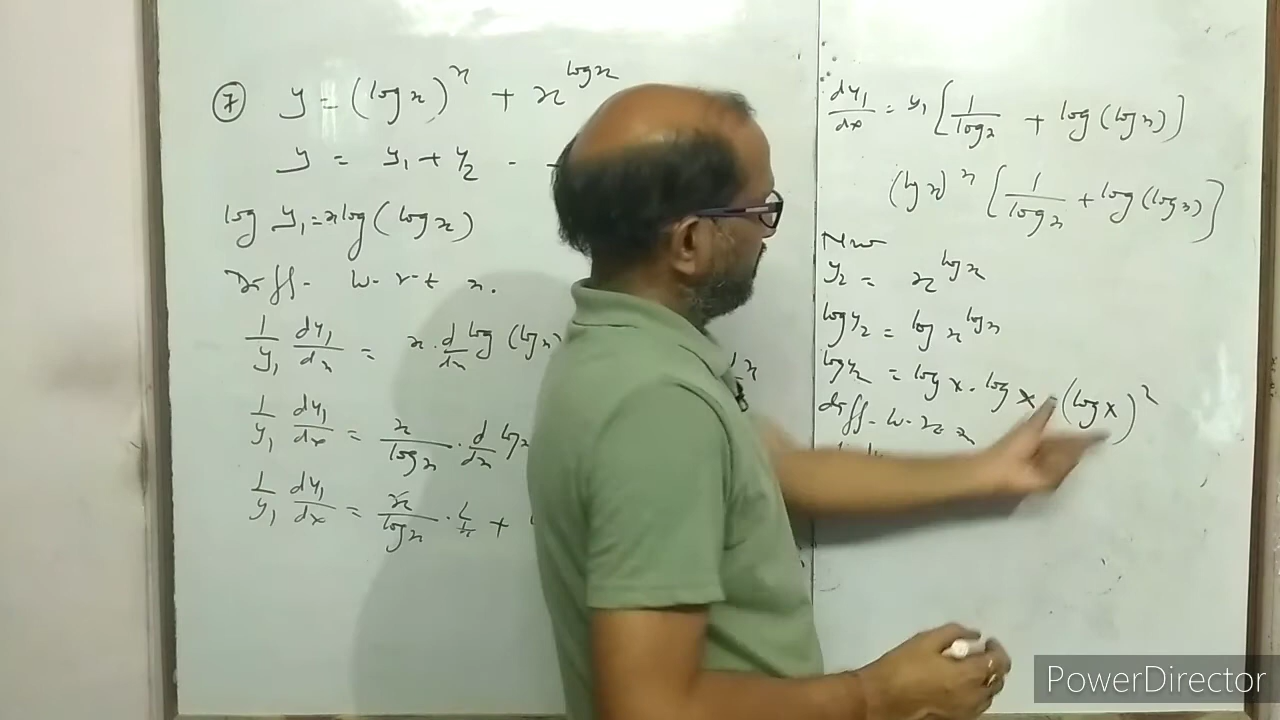 ⑦ y = (log x)^x + x^log x
y = y₁ + y₂ -
log y₁ = x log (log x)
Diff- w-r-t x.
1/y₁ dy₁/dx = x · d/dx log (log x)
1/y₁ dy₁/dx = x/log x · d/dx log x
1/y₁ dy₁/dx = x/log x · 1/x +
dy₁/dx = y₁ [1/log x + log (log x)]
(log x)^x [1/log x + log (log x)]
Now
y₂ = x^log x
log y₂ = log x^log x
log y₂ = log x · log x = (log x)²
diff- w-r-t x
PowerDirector